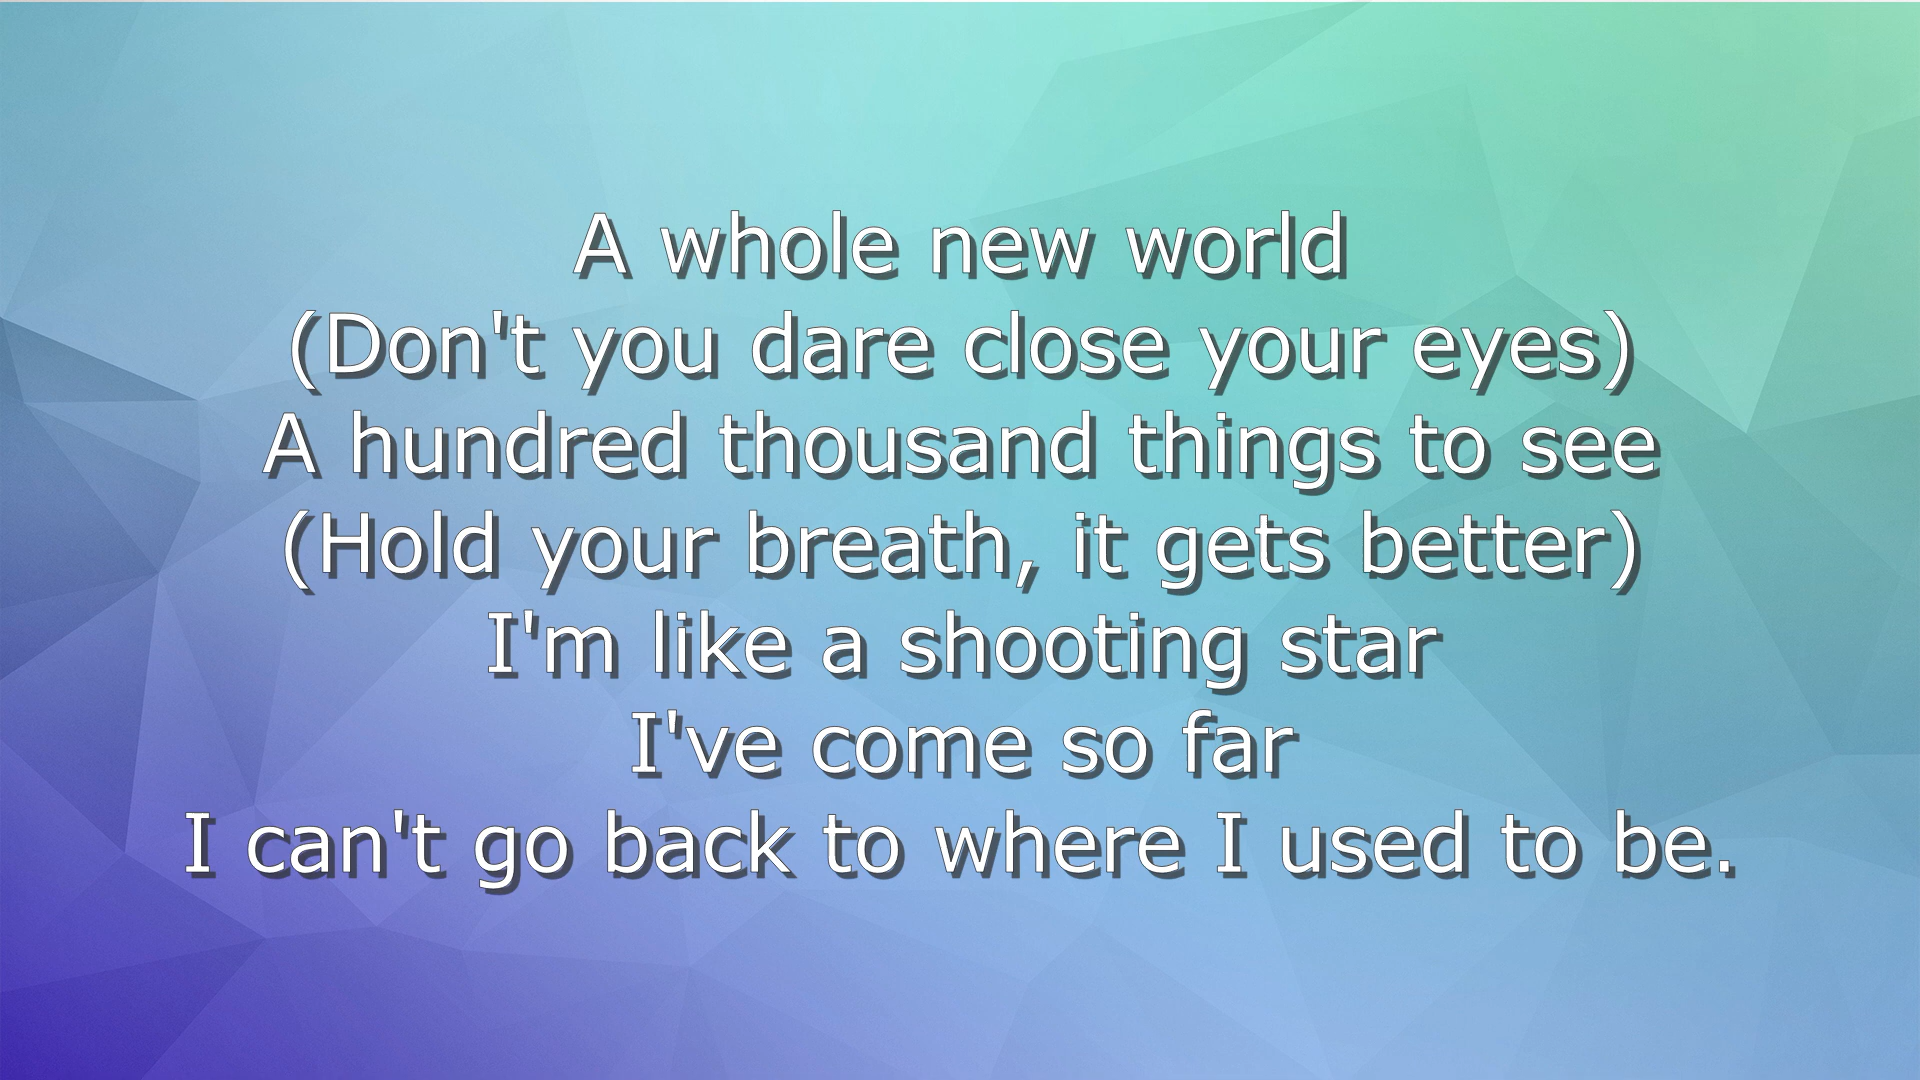 A whole new world
(Don't you dare close your eyes)
A hundred thousand things to see
(Hold your breath, it gets better)
I'm like a shooting star
I've come so far
I can't go back to where I used to be.